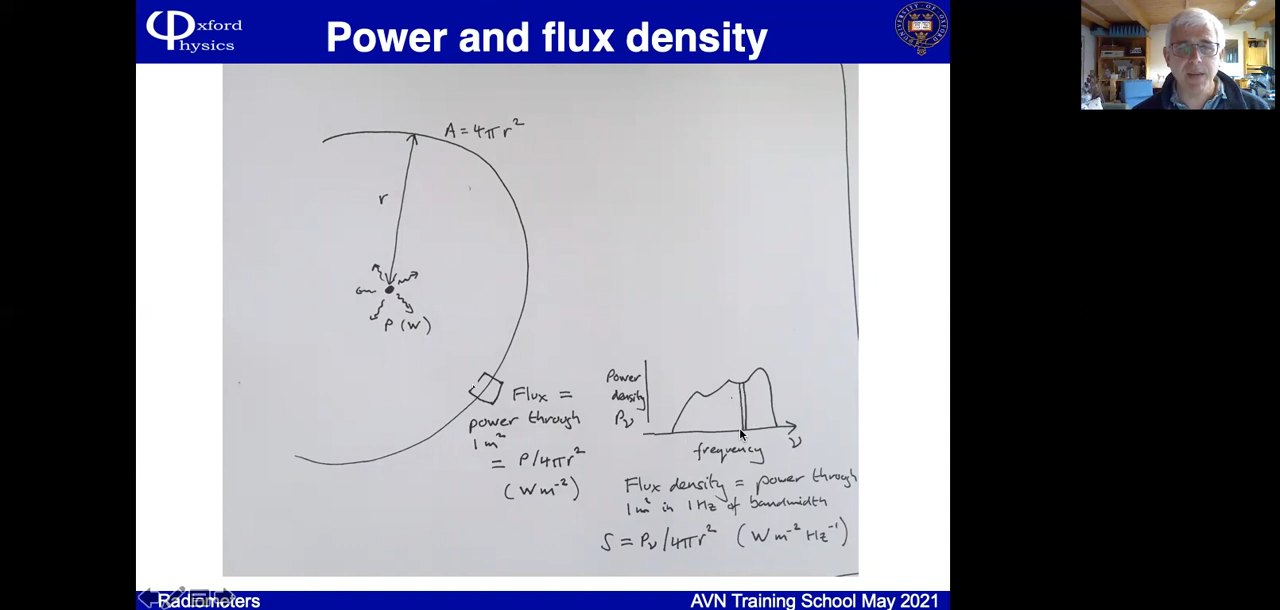 Oxford
Physics
Power and flux density
A = 4πr²
r
P (W)
Flux =
power through
1 m²
= P/4πr²
(Wm⁻²)
Power
density
Pν
ν
frequency
Flux density = power through
1 m² in 1 Hz of bandwidth
S = Pν/4πr² (Wm⁻² Hz⁻¹)
Radiometers
AVN Training School May 2021